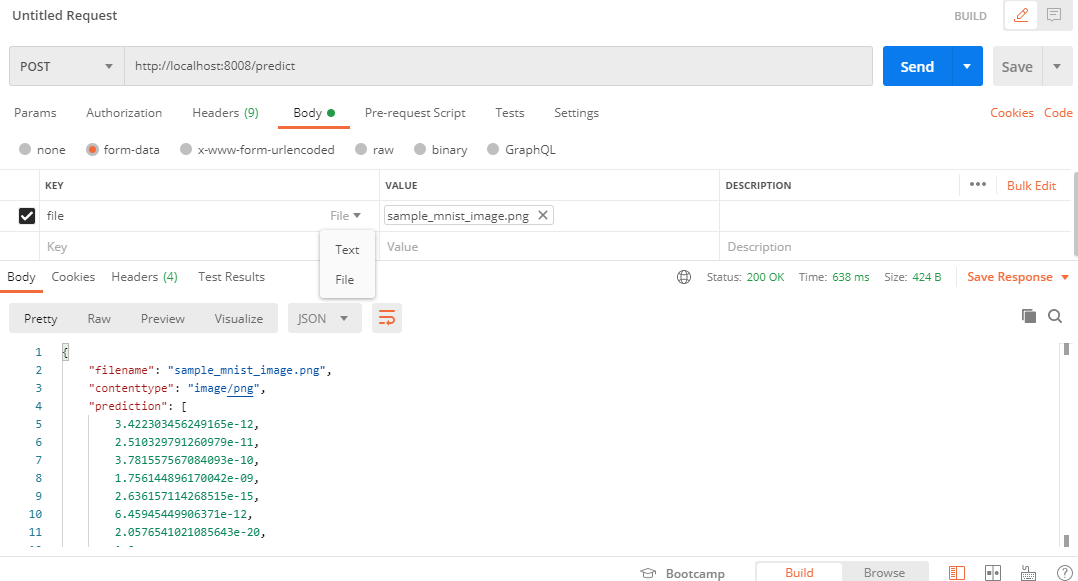 Untitled Request BUILD
POST http://localhost:8008/predict Send Save
Params Authorization Headers (9) Body Pre-request Script Tests Settings Cookies Code
none form-data x-www-form-urlencoded raw binary GraphQL
KEY VALUE DESCRIPTION ••• Bulk Edit
file File sample_mnist_image.png
Key Value Description
Text
File
Body Cookies Headers (4) Test Results Status: 200 OK Time: 638 ms Size: 424 B Save Response
Pretty Raw Preview Visualize JSON
1 {
2 "filename": "sample_mnist_image.png",
3 "contenttype": "image/png",
4 "prediction": [
5 3.422303456249165e-12,
6 2.510329791260979e-11,
7 3.781557567084093e-10,
8 1.756144896170042e-09,
9 2.636157114268515e-15,
10 6.45945449906371e-12,
11 2.0576541021085643e-20,
Bootcamp Build Browse